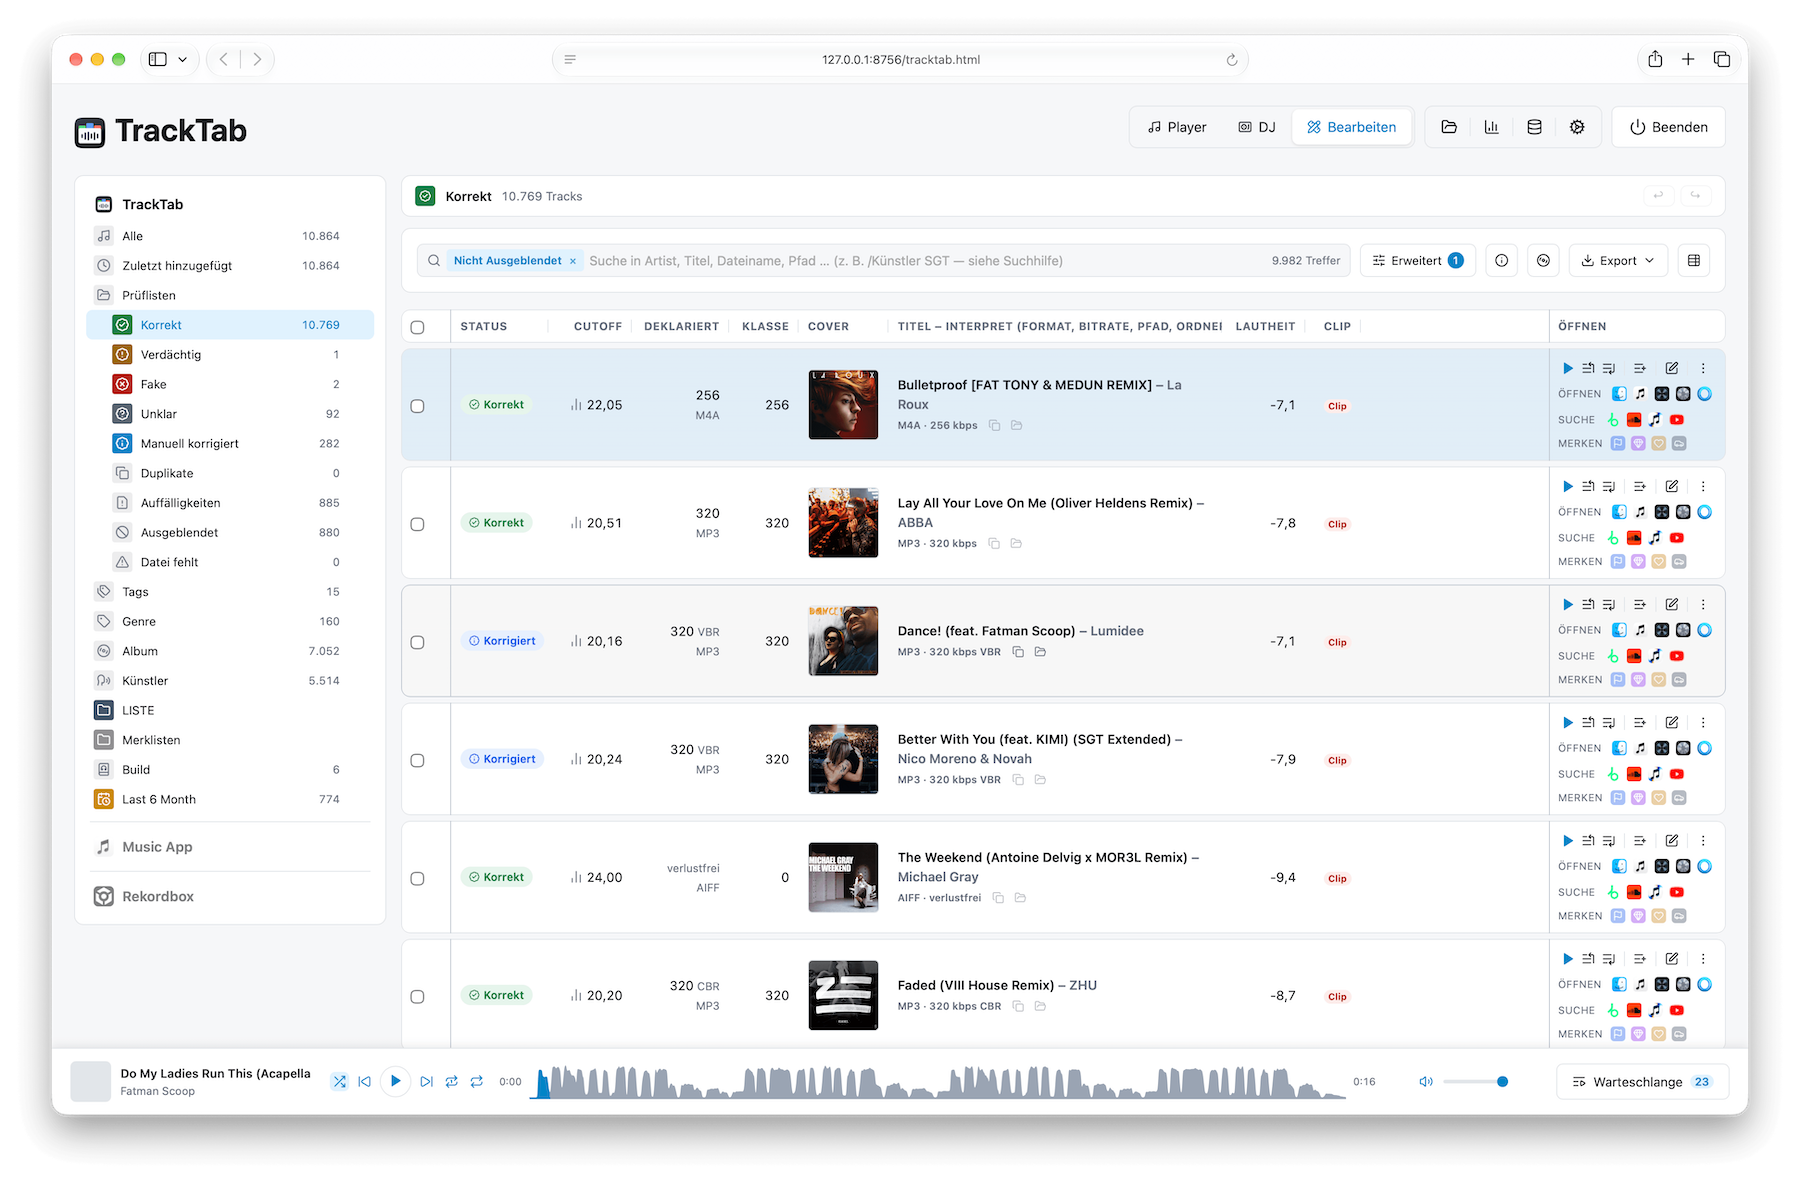 127.0.0.1:8756/tracktab.html
TrackTab
Player
DJ
Bearbeiten
Beenden
TrackTab
Alle 10.864
Zuletzt hinzugefügt 10.864
Prüflisten
Korrekt 10.769
Verdächtig 1
Fake 2
Unklar 92
Manuell korrigiert 282
Duplikate 0
Auffälligkeiten 885
Ausgeblendet 880
Datei fehlt 0
Tags 15
Genre 160
Album 7.052
Künstler 5.514
LISTE
Merklisten
Build 6
Last 6 Month 774
Music App
Rekordbox
Korrekt 10.769 Tracks
Nicht Ausgeblendet × Suche in Artist, Titel, Dateiname, Pfad ... (z. B. /Künstler SGT — siehe Suchhilfe) 9.982 Treffer
Erweitert 1
Export
STATUS CUTOFF DEKLARIERT KLASSE COVER TITEL – INTERPRET (FORMAT, BITRATE, PFAD, ORDNEI LAUTHEIT CLIP ÖFFNEN
Korrekt 22,05 256 M4A 256
LA ROUX
Bulletproof [FAT TONY & MEDUN REMIX] – La
Roux
M4A · 256 kbps
-7,1 Clip
ÖFFNEN
SUCHE
MERKEN
Korrekt 20,51 320 MP3 320
Lay All Your Love On Me (Oliver Heldens Remix) –
ABBA
MP3 · 320 kbps
-7,8 Clip
ÖFFNEN
SUCHE
MERKEN
Korrigiert 20,16 320 VBR MP3 320
DANCE!
Dance! (feat. Fatman Scoop) – Lumidee
MP3 · 320 kbps VBR
-7,1 Clip
ÖFFNEN
SUCHE
MERKEN
Korrigiert 20,24 320 VBR MP3 320
Better With You (feat. KIMI) (SGT Extended) –
Nico Moreno & Novah
MP3 · 320 kbps VBR
-7,9 Clip
ÖFFNEN
SUCHE
MERKEN
Korrekt 24,00 verlustfrei AIFF 0
MICHAEL GRAY
THE WEEKEND
The Weekend (Antoine Delvig x MOR3L Remix) –
Michael Gray
AIFF · verlustfrei
-9,4 Clip
ÖFFNEN
SUCHE
MERKEN
Korrekt 20,20 320 CBR MP3 320
Faded (VIII House Remix) – ZHU
MP3 · 320 kbps CBR
-8,7 Clip
ÖFFNEN
SUCHE
MERKEN
Do My Ladies Run This (Acapella
Fatman Scoop
0:00
0:16
Warteschlange 23